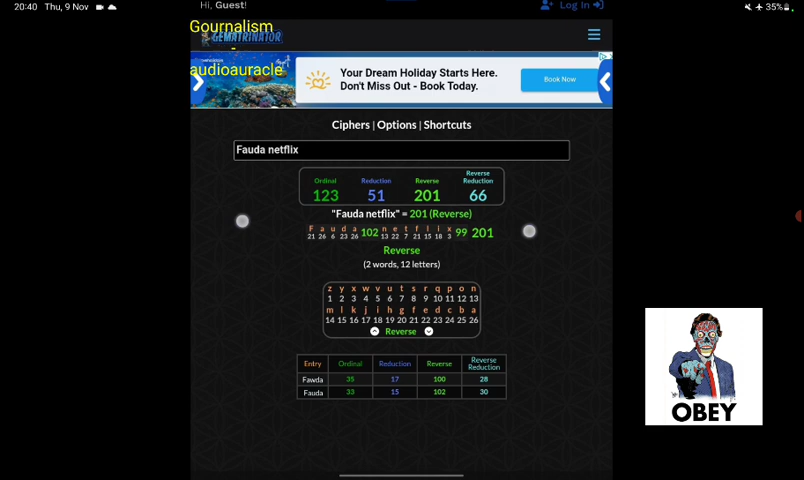 20:40 Thu, 9 Nov
35%
Hi, Guest!
Log In
Gournalism
-
audioauracle
GEMATRINATOR
Your Dream Holiday Starts Here.
Don't Miss Out - Book Today.
Book Now
Ciphers | Options | Shortcuts
Fauda netflix
Ordinal Reduction Reverse Reverse Reduction
123 51 201 66
"Fauda netflix" = 201 (Reverse)
F a u d a n e t f l i x
21 26 6 23 26 102 13 22 7 21 15 18 3 99 201
Reverse
(2 words, 12 letters)
z y x w v u t s r q p o n
1 2 3 4 5 6 7 8 9 10 11 12 13
m l k j i h g f e d c b a
14 15 16 17 18 19 20 21 22 23 24 25 26
Reverse
Entry Ordinal Reduction Reverse Reverse Reduction
Fawda 35 17 100 28
Fauda 33 15 102 30
OBEY